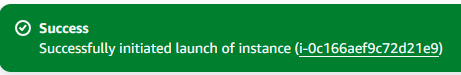 Success
Successfully initiated launch of instance (i-0c166aef9c72d21e9)